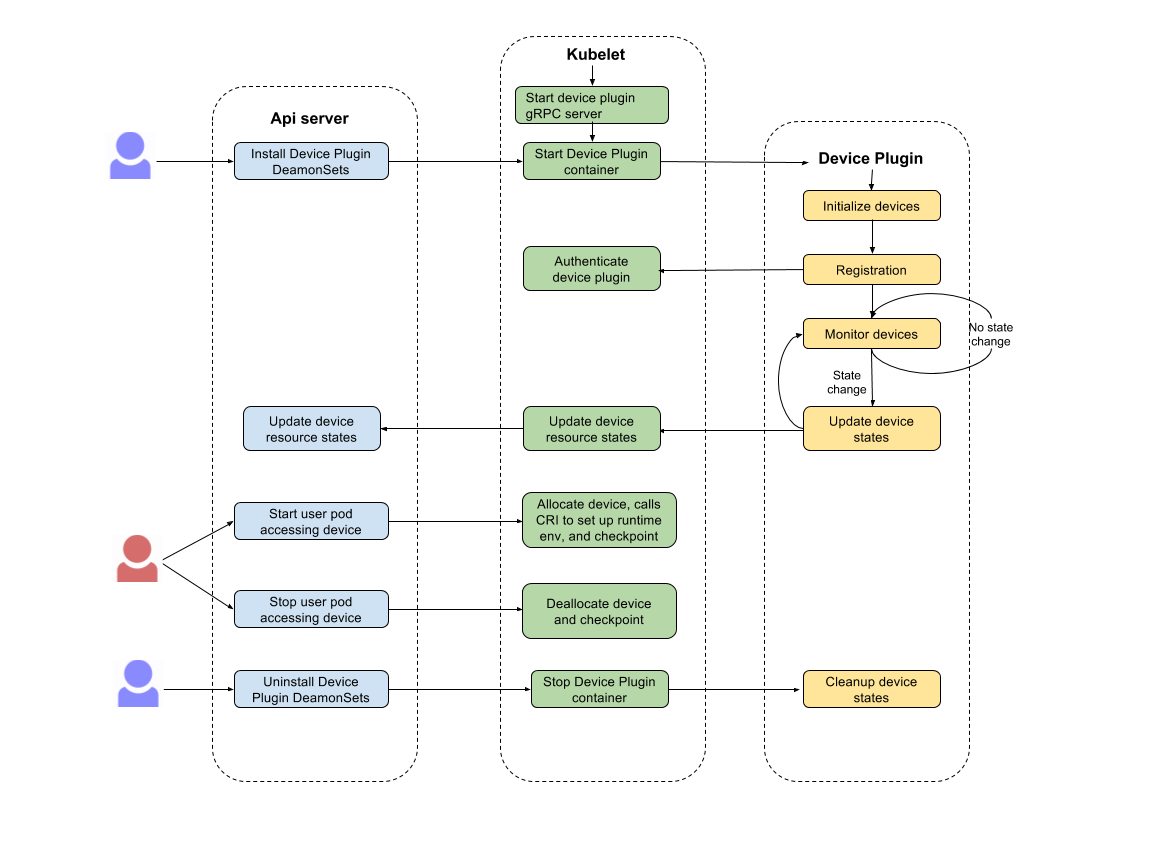 Kubelet
Start device plugin
gRPC server
Api server
Install Device Plugin
DeamonSets
Start Device Plugin
container
Device Plugin
Initialize devices
Authenticate
device plugin
Registration
Monitor devices
No state
change
State
change
Update device
resource states
Update device
resource states
Update device
states
Start user pod
accessing device
Allocate device, calls
CRI to set up runtime
env, and checkpoint
Stop user pod
accessing device
Deallocate device
and checkpoint
Uninstall Device
Plugin DeamonSets
Stop Device Plugin
container
Cleanup device
states